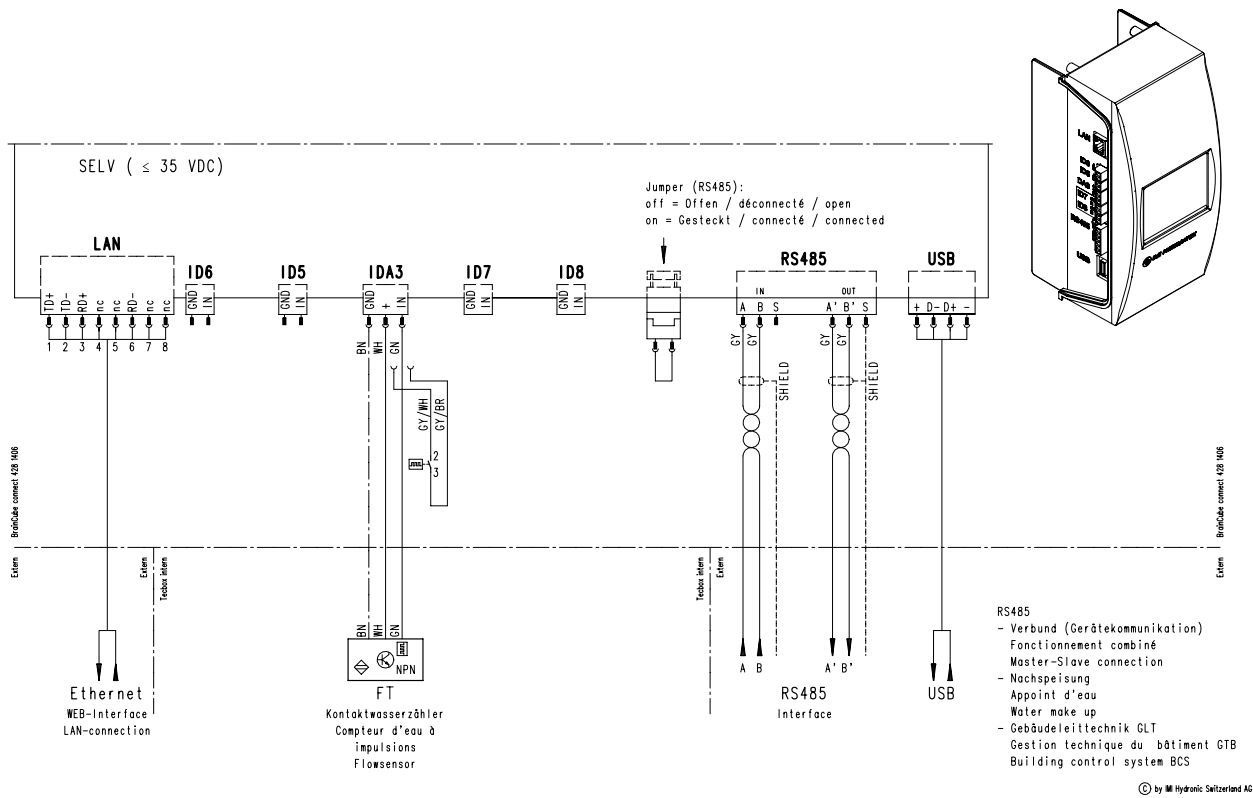 SELV ( ≤ 35 VDC)
Jumper (RS485):
off = Offen / déconnecté / open
on = Gesteckt / connecté / connected
LAN
ID6
ID5
IDA3
ID7
ID8
RS485
USB
TD+ TD- RD+ nc nc RD- nc nc
1 2 3 4 5 6 7 8
GND IN
GND IN
GND + IN
GND IN
GND IN
IN OUT
A B S A' B' S
+ D- D+ -
BN WH GN
GY/WH
GY/BR
2
3
GY GY
SHIELD
GY GY
SHIELD
LAN
ID6
ID5
ID7
ID8
RS485
USB
BrainCube connect 428 1406
BrainCube connect 428 1406
Extern
Extern
Tecbox intern
Tecbox intern
Extern
Extern
BN WH GN
NPN
A B A' B'
Ethernet
WEB-Interface
LAN-connection
FT
Kontaktwasserzähler
Compteur d'eau à
impulsions
Flowsensor
RS485
Interface
USB
RS485
- Verbund (Gerätekommunikation)
Fonctionnement combiné
Master-Slave connection
- Nachspeisung
Appoint d'eau
Water make up
- Gebäudeleittechnik GLT
Gestion technique du bâtiment GTB
Building control system BCS
© by IMI Hydronic Switzerland AG